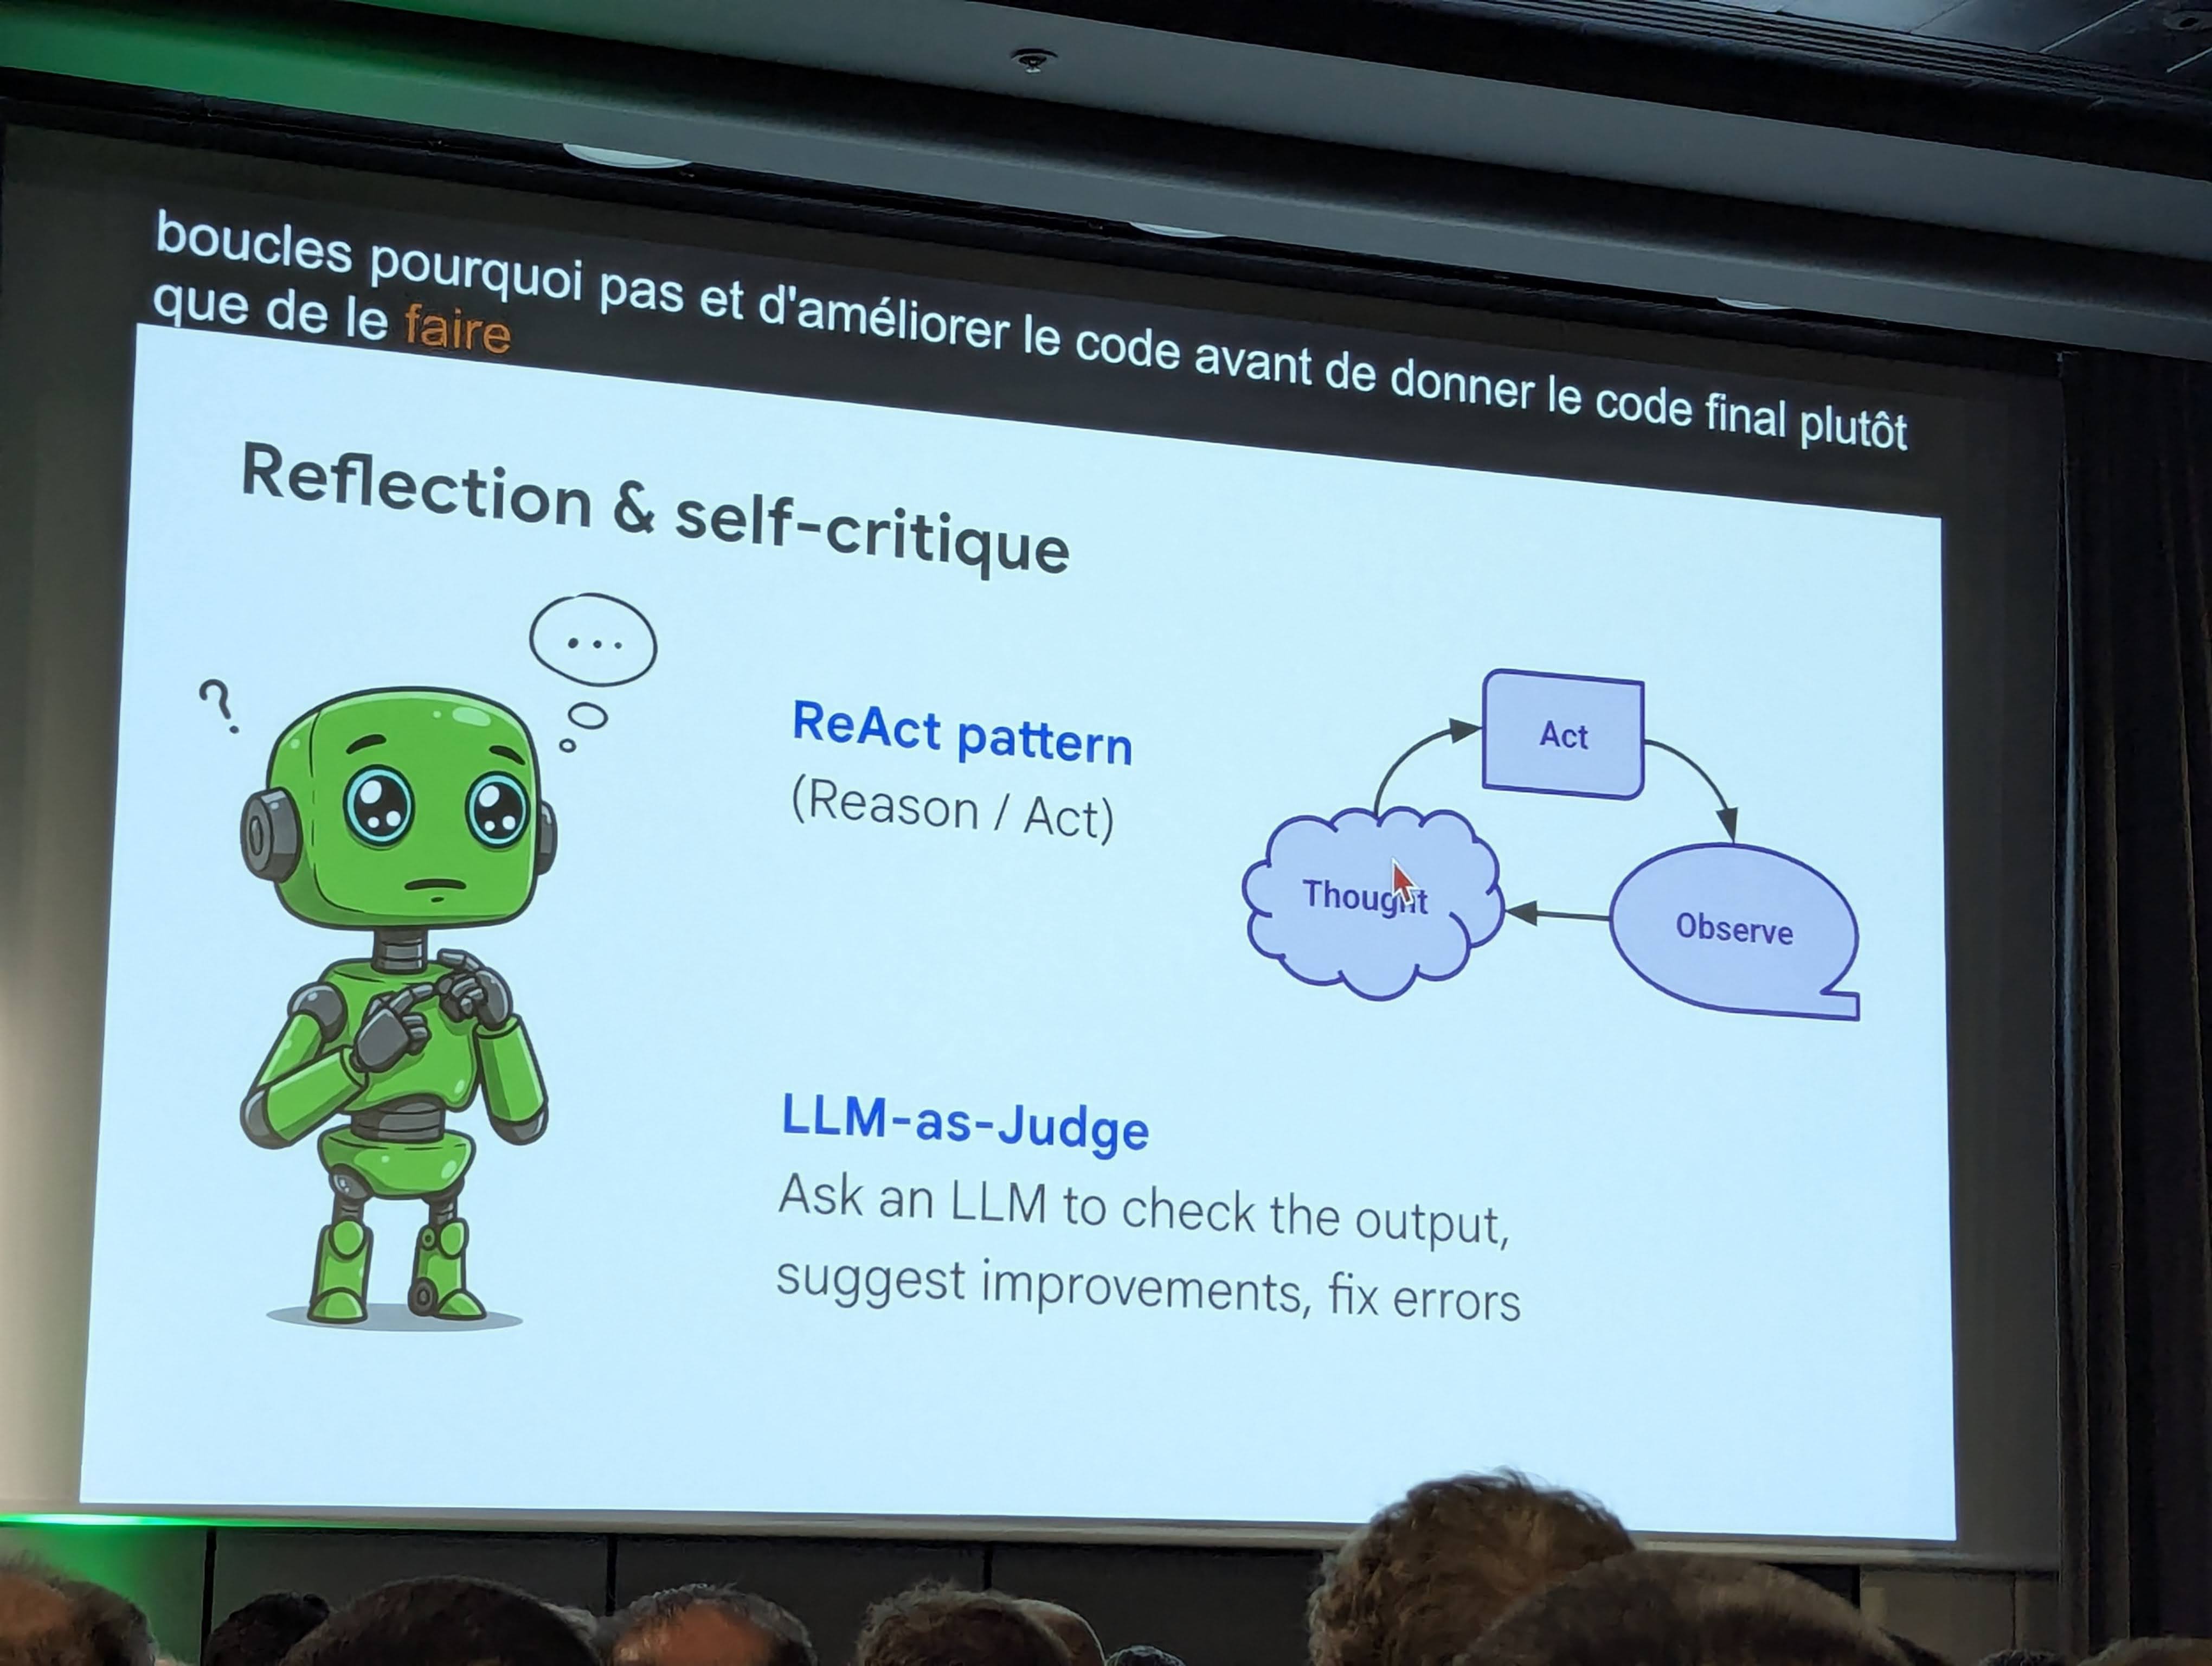 boucles pourquoi pas et d'améliorer le code avant de donner le code final plutôt
que de le faire
Reflection & self-critique
...
?
ReAct pattern
(Reason / Act)
Act
Thought
Observe
LLM-as-Judge
Ask an LLM to check the output,
suggest improvements, fix errors